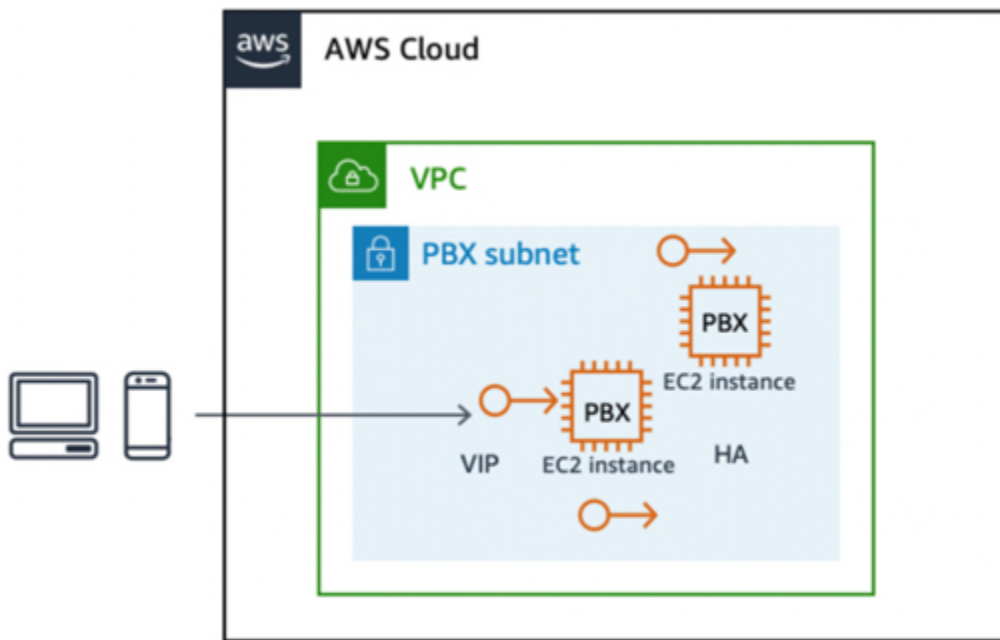 aws
AWS Cloud
VPC
PBX subnet
PBX
EC2 instance
PBX
VIP
EC2 instance
HA